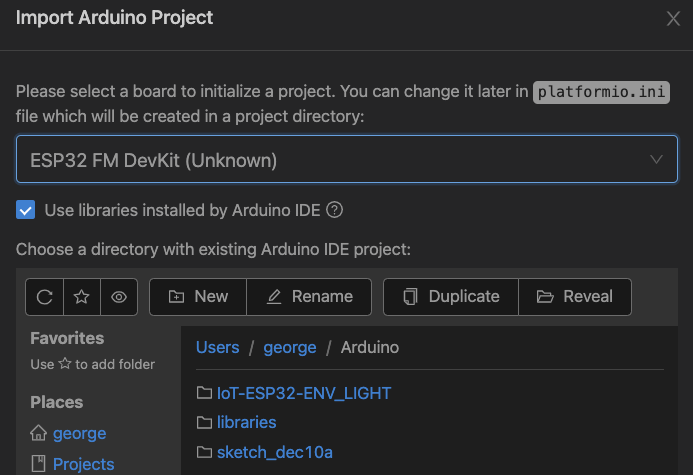 Import Arduino Project
Please select a board to initialize a project. You can change it later in platformio.ini
file which will be created in a project directory:
ESP32 FM DevKit (Unknown)
Use libraries installed by Arduino IDE
Choose a directory with existing Arduino IDE project:
New Rename Duplicate Reveal
Favorites
Use to add folder
Places
george
Projects
Users / george / Arduino
IoT-ESP32-ENV_LIGHT
libraries
sketch_dec10a